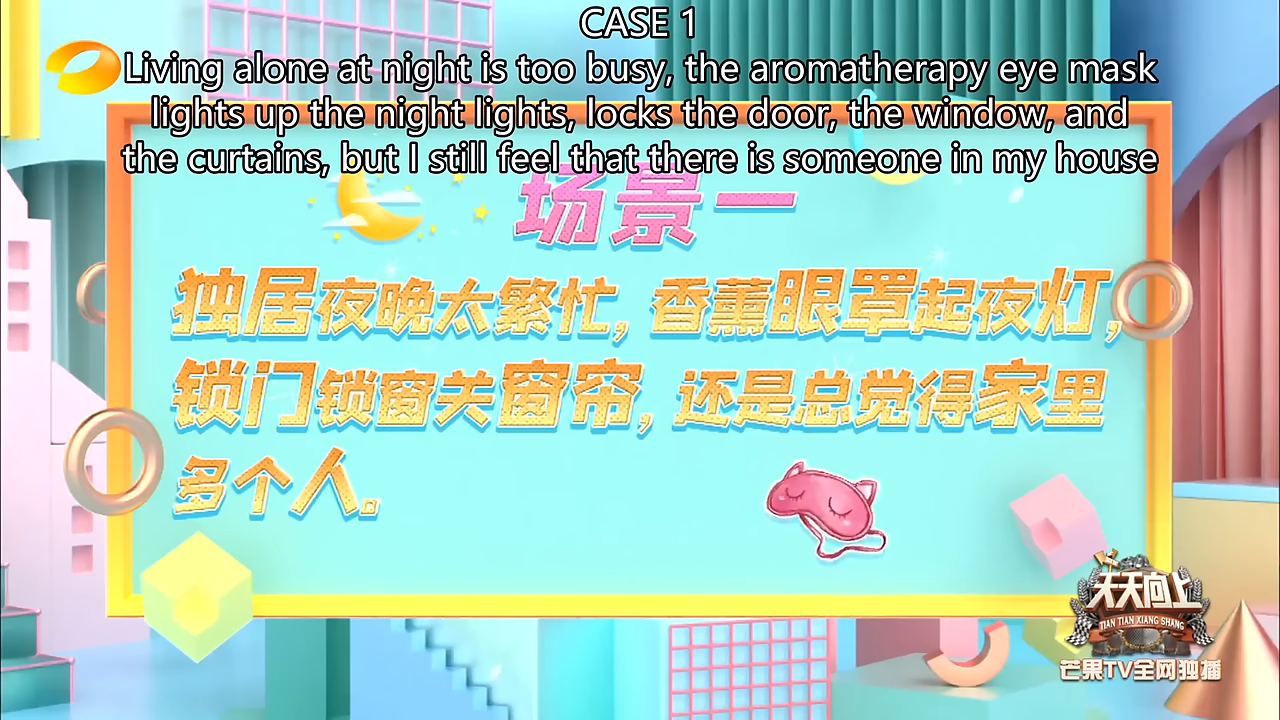 CASE 1
Living alone at night is too busy, the aromatherapy eye mask
lights up the night lights, locks the door, the window, and
the curtains, but I still feel that there is someone in my house
场景一
独居夜晚太繁忙，香薰眼罩起夜灯，
锁门锁窗关窗帘，还是总觉得家里
多个人。
天天向上
TIAN TIAN XIANG SHANG
芒果TV全网独播